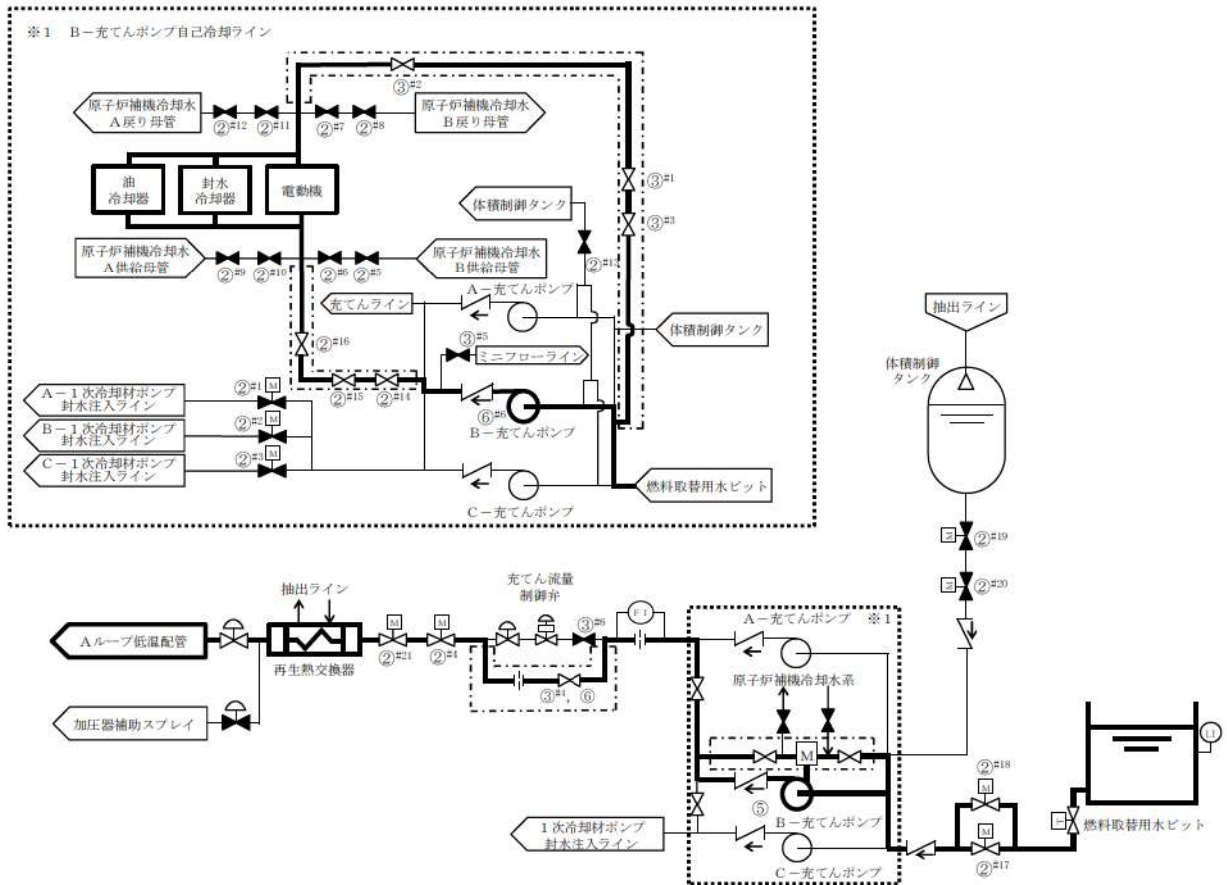 ※1 B－充てんポンプ自己冷却ライン
③#2
原子炉補機冷却水
A戻り母管
②#12
②#11
②#7
②#8
原子炉補機冷却水
B戻り母管
油
冷却器
封水
冷却器
電動機
③#1
③#3
体積制御タンク
②#13
原子炉補機冷却水
A供給母管
②#9
②#10
②#6
②#5
原子炉補機冷却水
B供給母管
A－充てんポンプ
充てんライン
体積制御タンク
②#16
③#5
ミニフローライン
②#15
②#14
⑥#6
B－充てんポンプ
②#1
M
A－1次冷却材ポンプ
封水注入ライン
②#2
M
B－1次冷却材ポンプ
封水注入ライン
②#3
M
C－1次冷却材ポンプ
封水注入ライン
燃料取替用水ピット
C－充てんポンプ
抽出ライン
体積制御
タンク
M
②#19
M
②#20
抽出ライン
充てん流量
制御弁
FI
A－充てんポンプ
※1
Aループ低温配管
再生熱交換器
M
②#21
M
②#4
③#6
③#4, ⑥
原子炉補機冷却水系
M
加圧器補助スプレイ
⑤
B－充てんポンプ
1次冷却材ポンプ
封水注入ライン
C－充てんポンプ
②#18
M
M
②#17
LI
燃料取替用水ピット